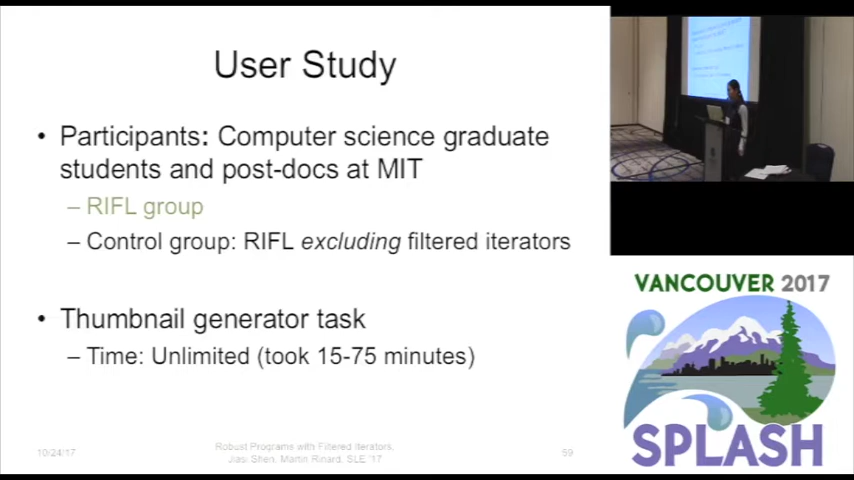 User Study
• Participants: Computer science graduate
students and post-docs at MIT
– RIFL group
– Control group: RIFL excluding filtered iterators
• Thumbnail generator task
– Time: Unlimited (took 15-75 minutes)
10/24/17
Robust Programs with Filtered Iterators,
Jiasi Shen, Martin Rinard, SLE '17
59
VANCOUVER 2017
SPLASH